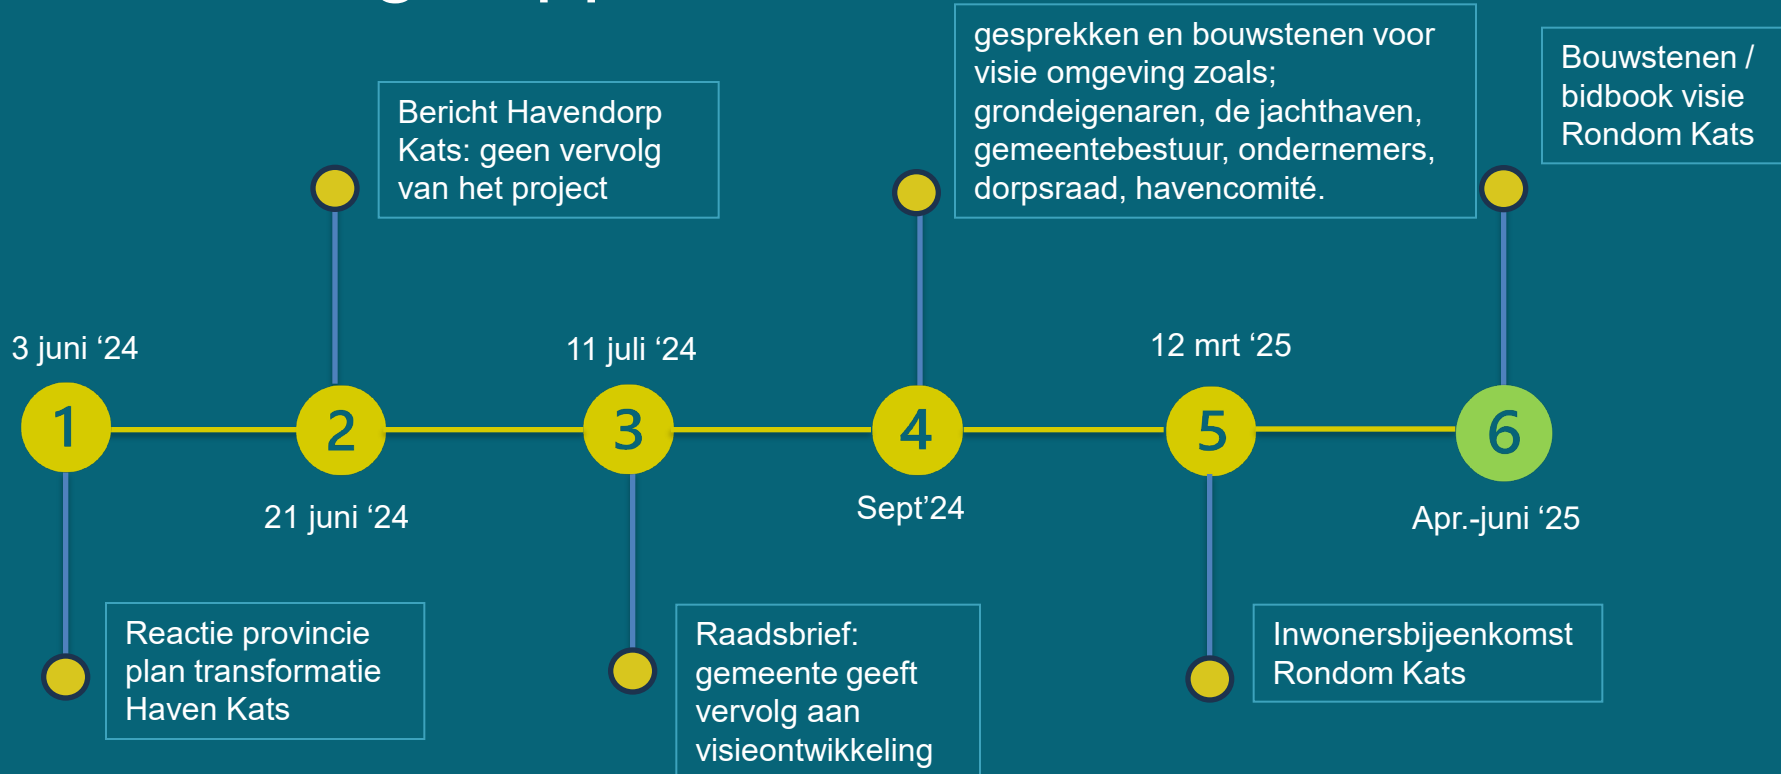 gesprekken en bouwstenen voor
visie omgeving zoals;
grondeigenaren, de jachthaven,
gemeentebestuur, ondernemers,
dorpsraad, havencomité.
Bouwstenen /
bidbook visie
Rondom Kats
Bericht Havendorp
Kats: geen vervolg
van het project
3 juni ‘24
11 juli ‘24
12 mrt ‘25
1
2
3
4
5
6
21 juni ‘24
Sept’24
Apr.-juni ‘25
Reactie provincie
plan transformatie
Haven Kats
Raadsbrief:
gemeente geeft
vervolg aan
visieontwikkeling
Inwonersbijeenkomst
Rondom Kats